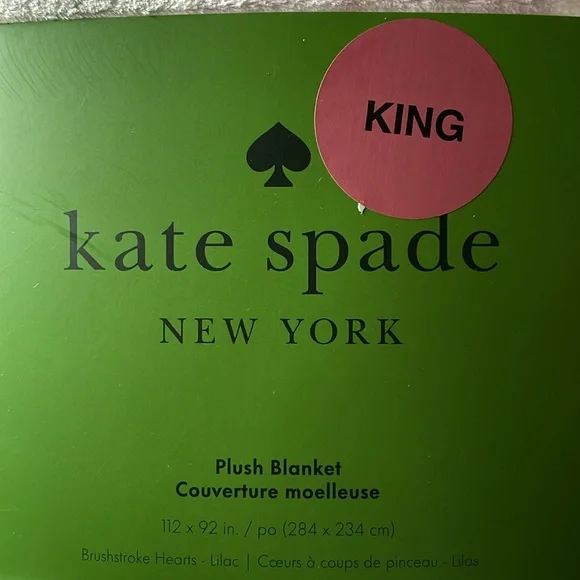 KING
kate spade
NEW YORK
Plush Blanket
Couverture moelleuse
112 x 92 in. / po (284 x 234 cm)
Brushstroke Hearts - Lilac | Cœurs à coups de pinceau - Lilas